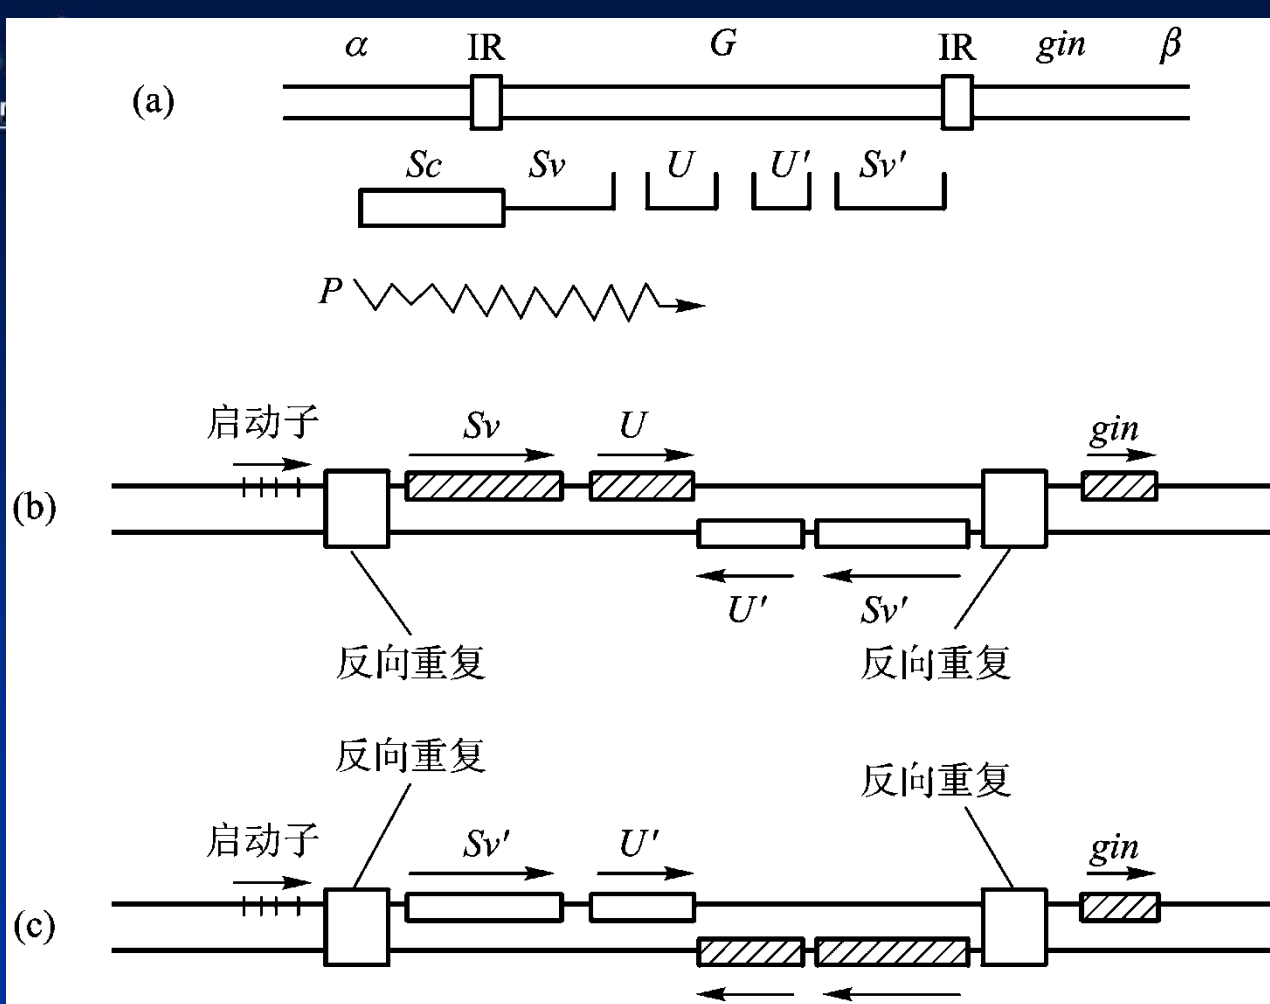 α IR G IR gin β
(a)
Sc Sv U U′ Sv′
P
启动子 Sv U gin
(b)
U′ Sv′
反向重复 反向重复
反向重复 反向重复
启动子 Sv′ U′ gin
(c)